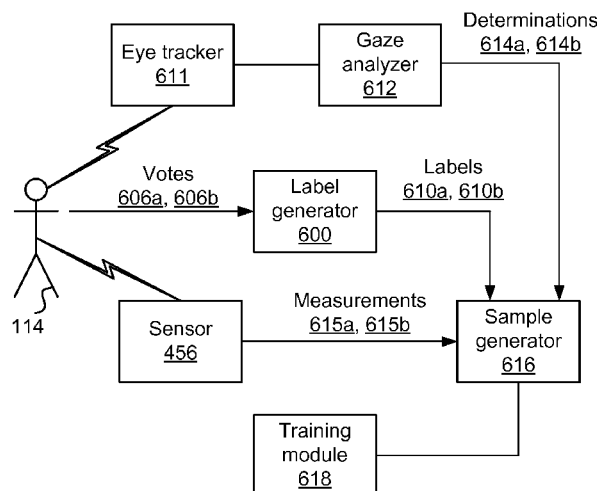 Determinations
614a, 614b
Eye tracker
611
Gaze
analyzer
612
Votes
606a, 606b
Label
generator
600
Labels
610a, 610b
114
Sensor
456
Measurements
615a, 615b
Sample
generator
616
Training
module
618